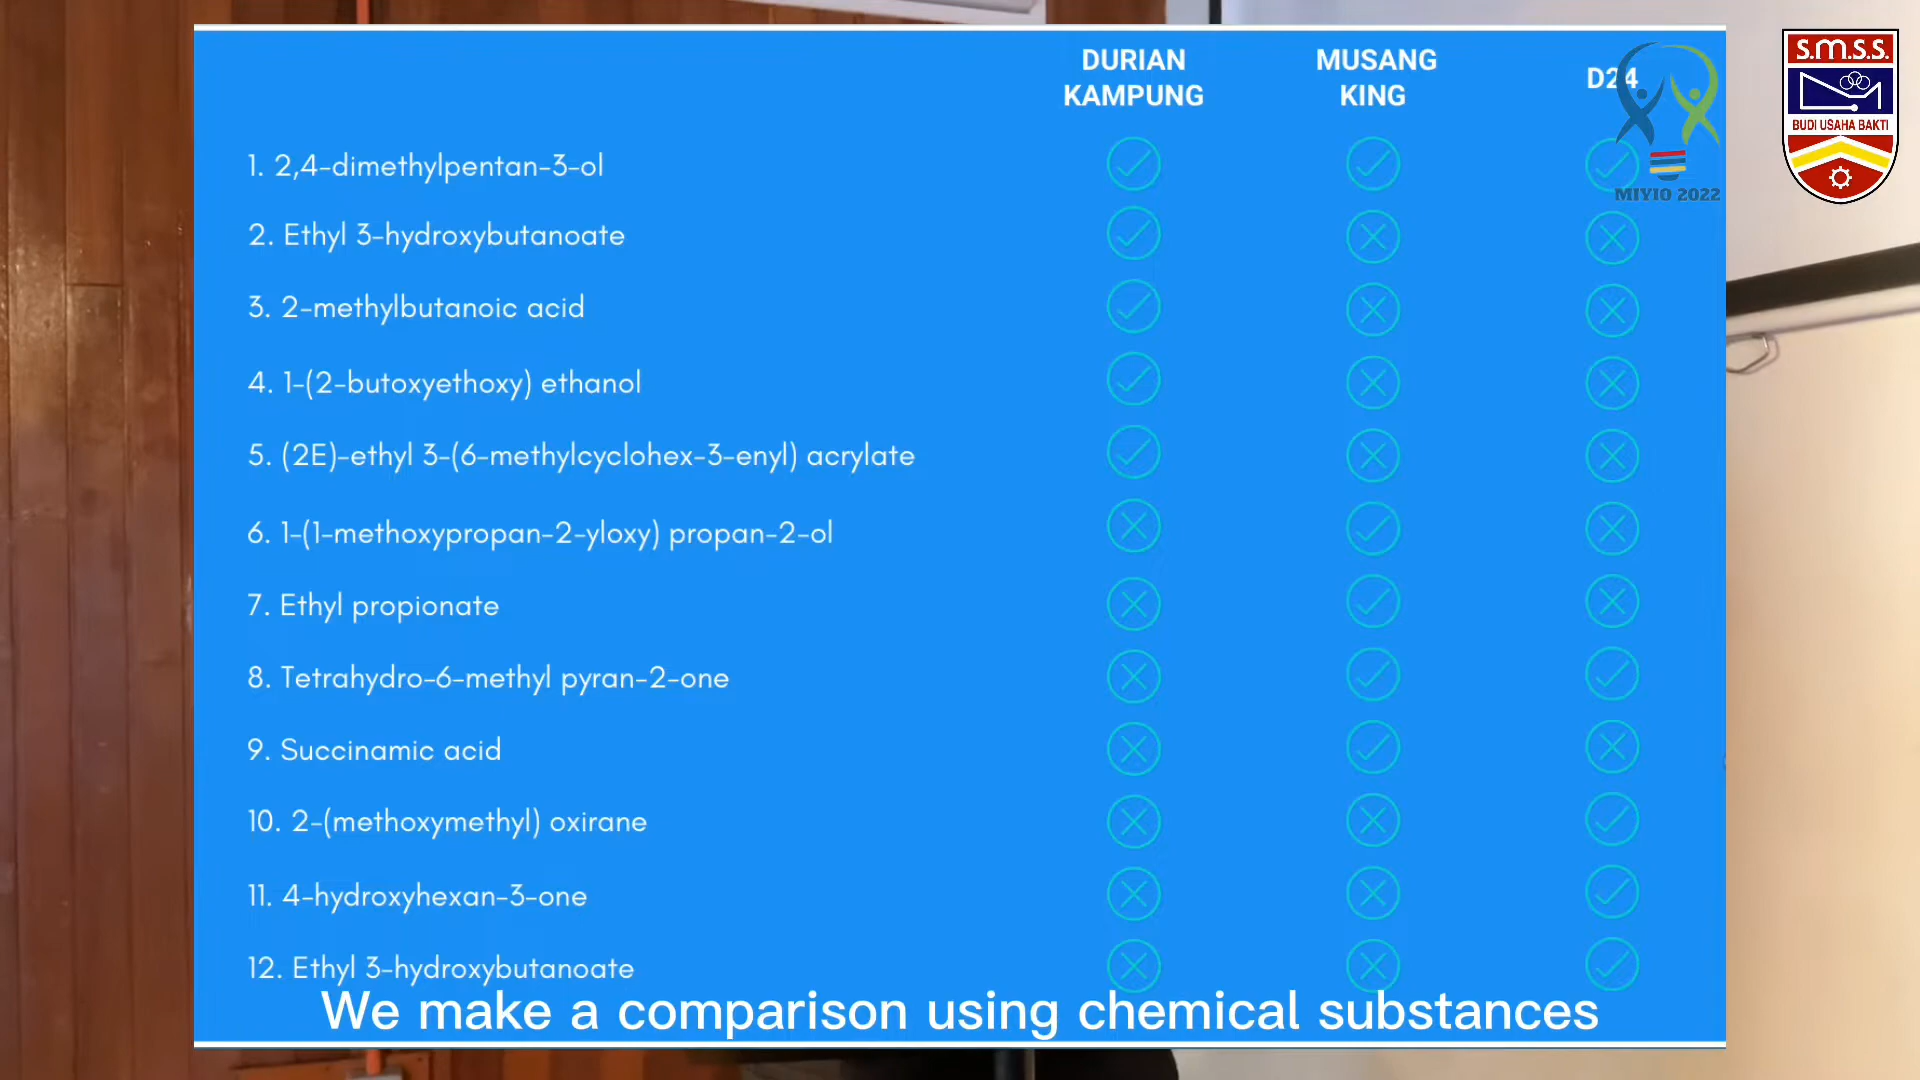 DURIAN KAMPUNG
MUSANG KING
D24
1. 2,4-dimethylpentan-3-ol
2. Ethyl 3-hydroxybutanoate
3. 2-methylbutanoic acid
4. 1-(2-butoxyethoxy) ethanol
5. (2E)-ethyl 3-(6-methylcyclohex-3-enyl) acrylate
6. 1-(1-methoxypropan-2-yloxy) propan-2-ol
7. Ethyl propionate
8. Tetrahydro-6-methyl pyran-2-one
9. Succinamic acid
10. 2-(methoxymethyl) oxirane
11. 4-hydroxyhexan-3-one
12. Ethyl 3-hydroxybutanoate
We make a comparison using chemical substances
MIYIO 2022
S.M.S.S.
BUDI USAHA BAKTI